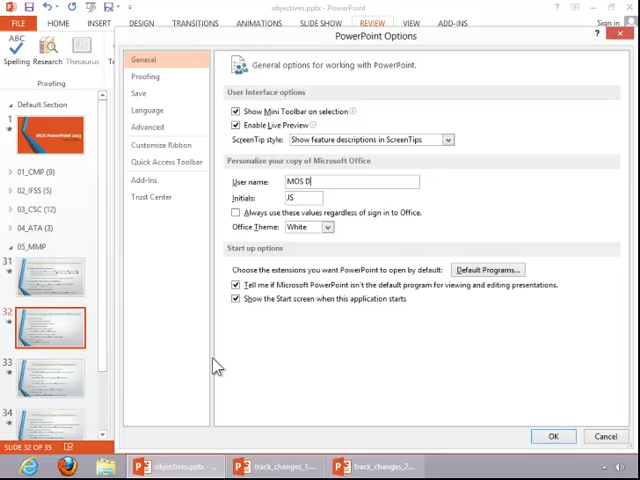 objectives.pptx - PowerPoint
FILE HOME INSERT DESIGN TRANSITIONS ANIMATIONS SLIDE SHOW REVIEW VIEW ADD-INS Sign in
PowerPoint Options
ABC
Spelling Research Thesaurus
Proofing
Default Section
1
MOS PowerPoint 2013
01_CMP (9)
02_IFSS (5)
03_CSC (12)
04_ATA (3)
05_MMP
31
32
33
34
General
Proofing
Save
Language
Advanced
Customize Ribbon
Quick Access Toolbar
Add-Ins
Trust Center
General options for working with PowerPoint.
User Interface options
Show Mini Toolbar on selection
Enable Live Preview
ScreenTip style: Show feature descriptions in ScreenTips
Personalize your copy of Microsoft Office
User name: MOS D
Initials: JS
Always use these values regardless of sign in to Office.
Office Theme: White
Start up options
Choose the extensions you want PowerPoint to open by default: Default Programs...
Tell me if Microsoft PowerPoint isn't the default program for viewing and editing presentations.
Show the Start screen when this application starts
OK Cancel
SLIDE 32 OF 35
objectives.pptx - ... track_changes_1.... track_changes_2....